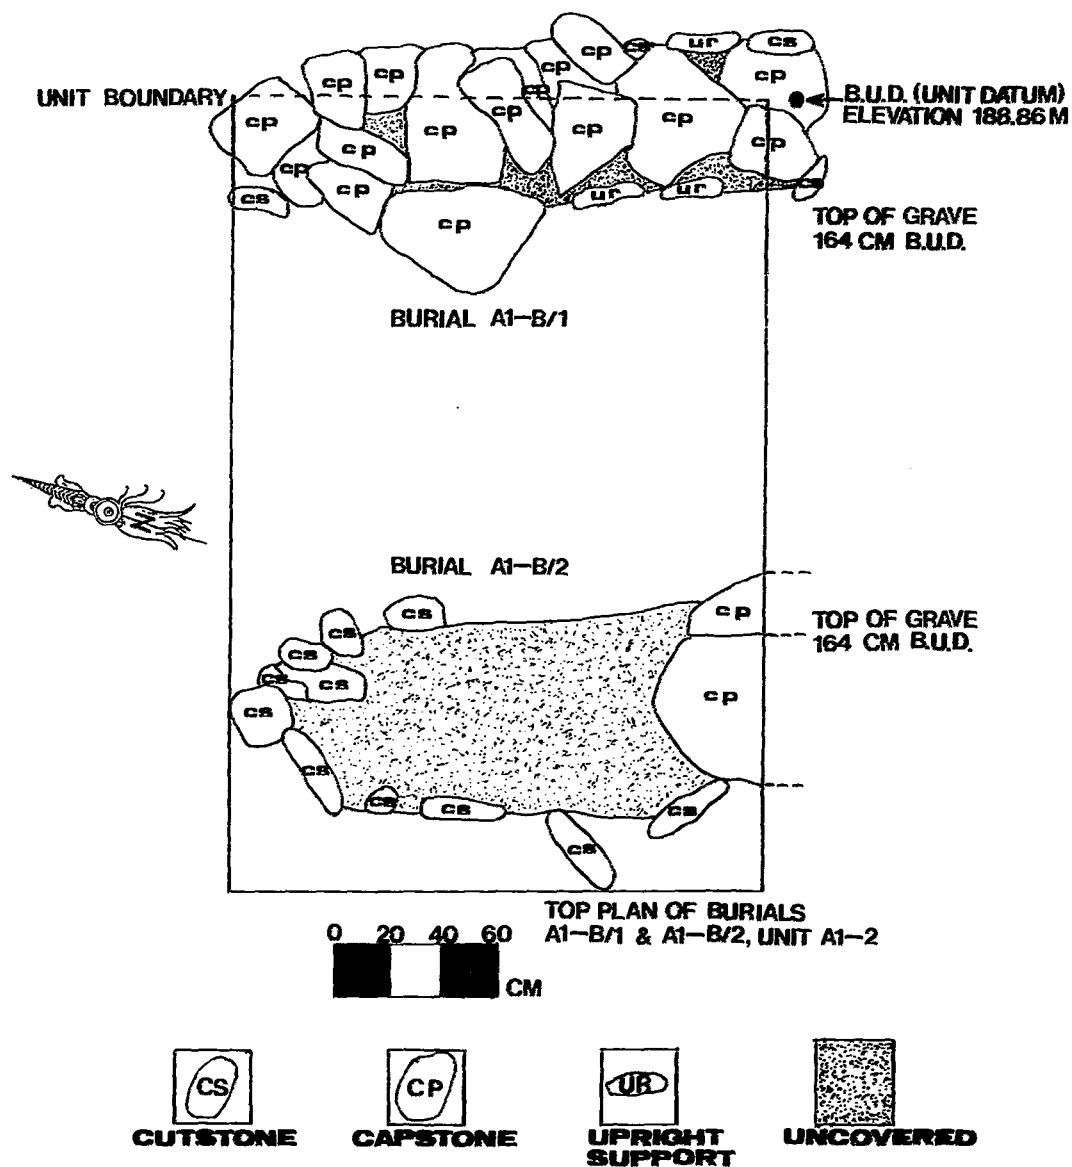 cp
cs
ur
cs
cp
cp
cp
cp
cp
UNIT BOUNDARY
cp
B.U.D. (UNIT DATUM)
ELEVATION 188.86 M
cp
cp
cp
cp
cp
cp
cp
cp
cp
cs
cs
ur
ur
cp
TOP OF GRAVE
164 CM B.U.D.
BURIAL A1-B/1
N
BURIAL A1-B/2
cs
cp
TOP OF GRAVE
164 CM B.U.D.
cs
cs
cs
cs
cp
cs
cs
cs
cs
cs
cs
TOP PLAN OF BURIALS
A1-B/1 & A1-B/2, UNIT A1-2
0 20 40 60
CM
CS
CP
UR
CUTSTONE
CAPSTONE
UPRIGHT
SUPPORT
UNCOVERED